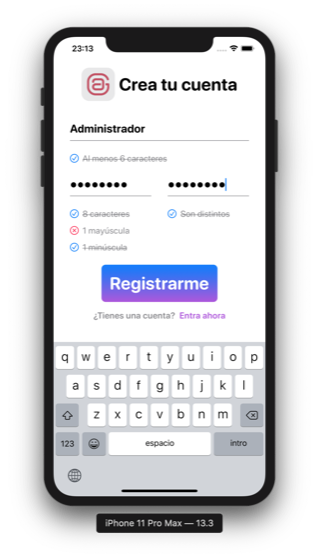 23:13
Crea tu cuenta
Administrador
Al menos 6 caracteres
•••••••• ••••••••
8 caracteres Son distintos
1 mayúscula
1 minúscula
Registrarme
¿Tienes una cuenta? Entra ahora
q w e r t y u i o p
a s d f g h j k l
z x c v b n m
123 espacio intro
iPhone 11 Pro Max — 13.3